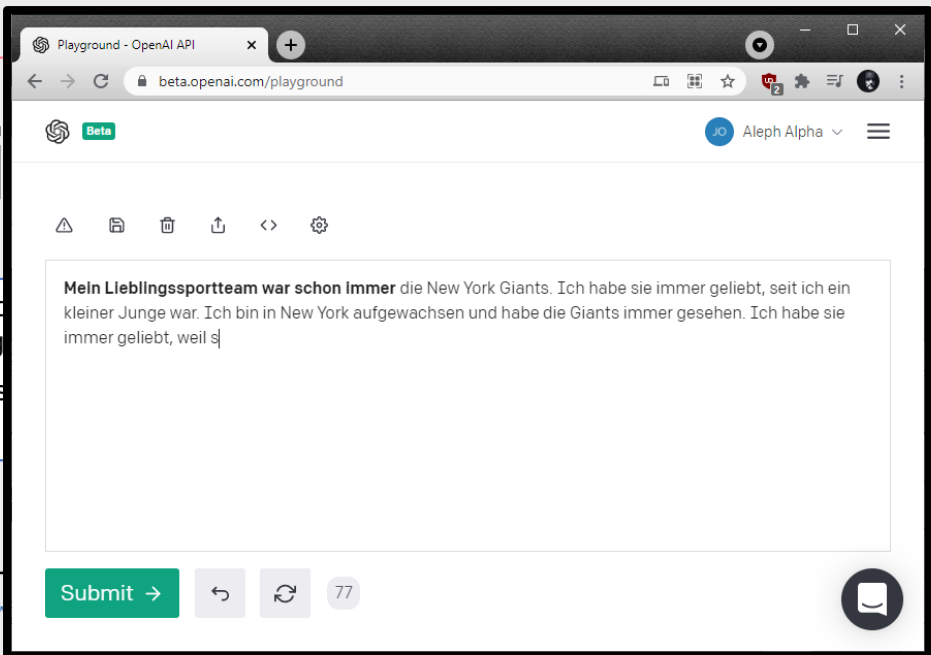 Playground - OpenAI API
beta.openai.com/playground
2
Beta
JO Aleph Alpha
Mein Lieblingssportteam war schon immer die New York Giants. Ich habe sie immer geliebt, seit ich ein
kleiner Junge war. Ich bin in New York aufgewachsen und habe die Giants immer gesehen. Ich habe sie
immer geliebt, weil s
Submit →
77